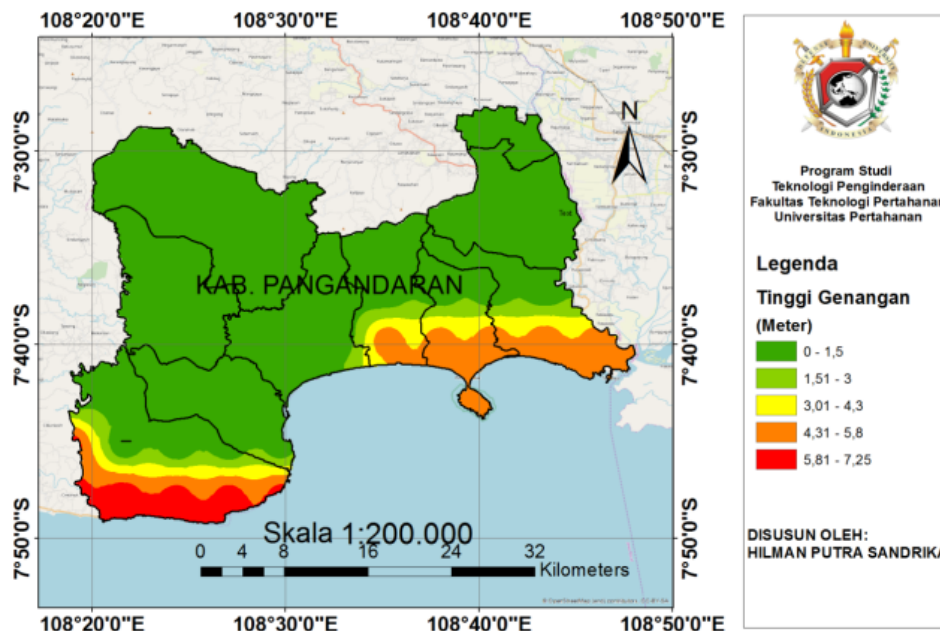 108°20'0"E 108°30'0"E 108°40'0"E 108°50'0"E
7°30'0"S
7°40'0"S
7°50'0"S
7°30'0"S
7°40'0"S
7°50'0"S
N
KAB. PANGANDARAN
Skala 1:200.000
0 4 8 16 24 32
Kilometers
108°20'0"E 108°30'0"E 108°40'0"E 108°50'0"E
Program Studi
Teknologi Penginderaan
Fakultas Teknologi Pertahanan
Universitas Pertahanan
Legenda
Tinggi Genangan
(Meter)
0 - 1,5
1,51 - 3
3,01 - 4,3
4,31 - 5,8
5,81 - 7,25
DISUSUN OLEH:
HILMAN PUTRA SANDRIKA